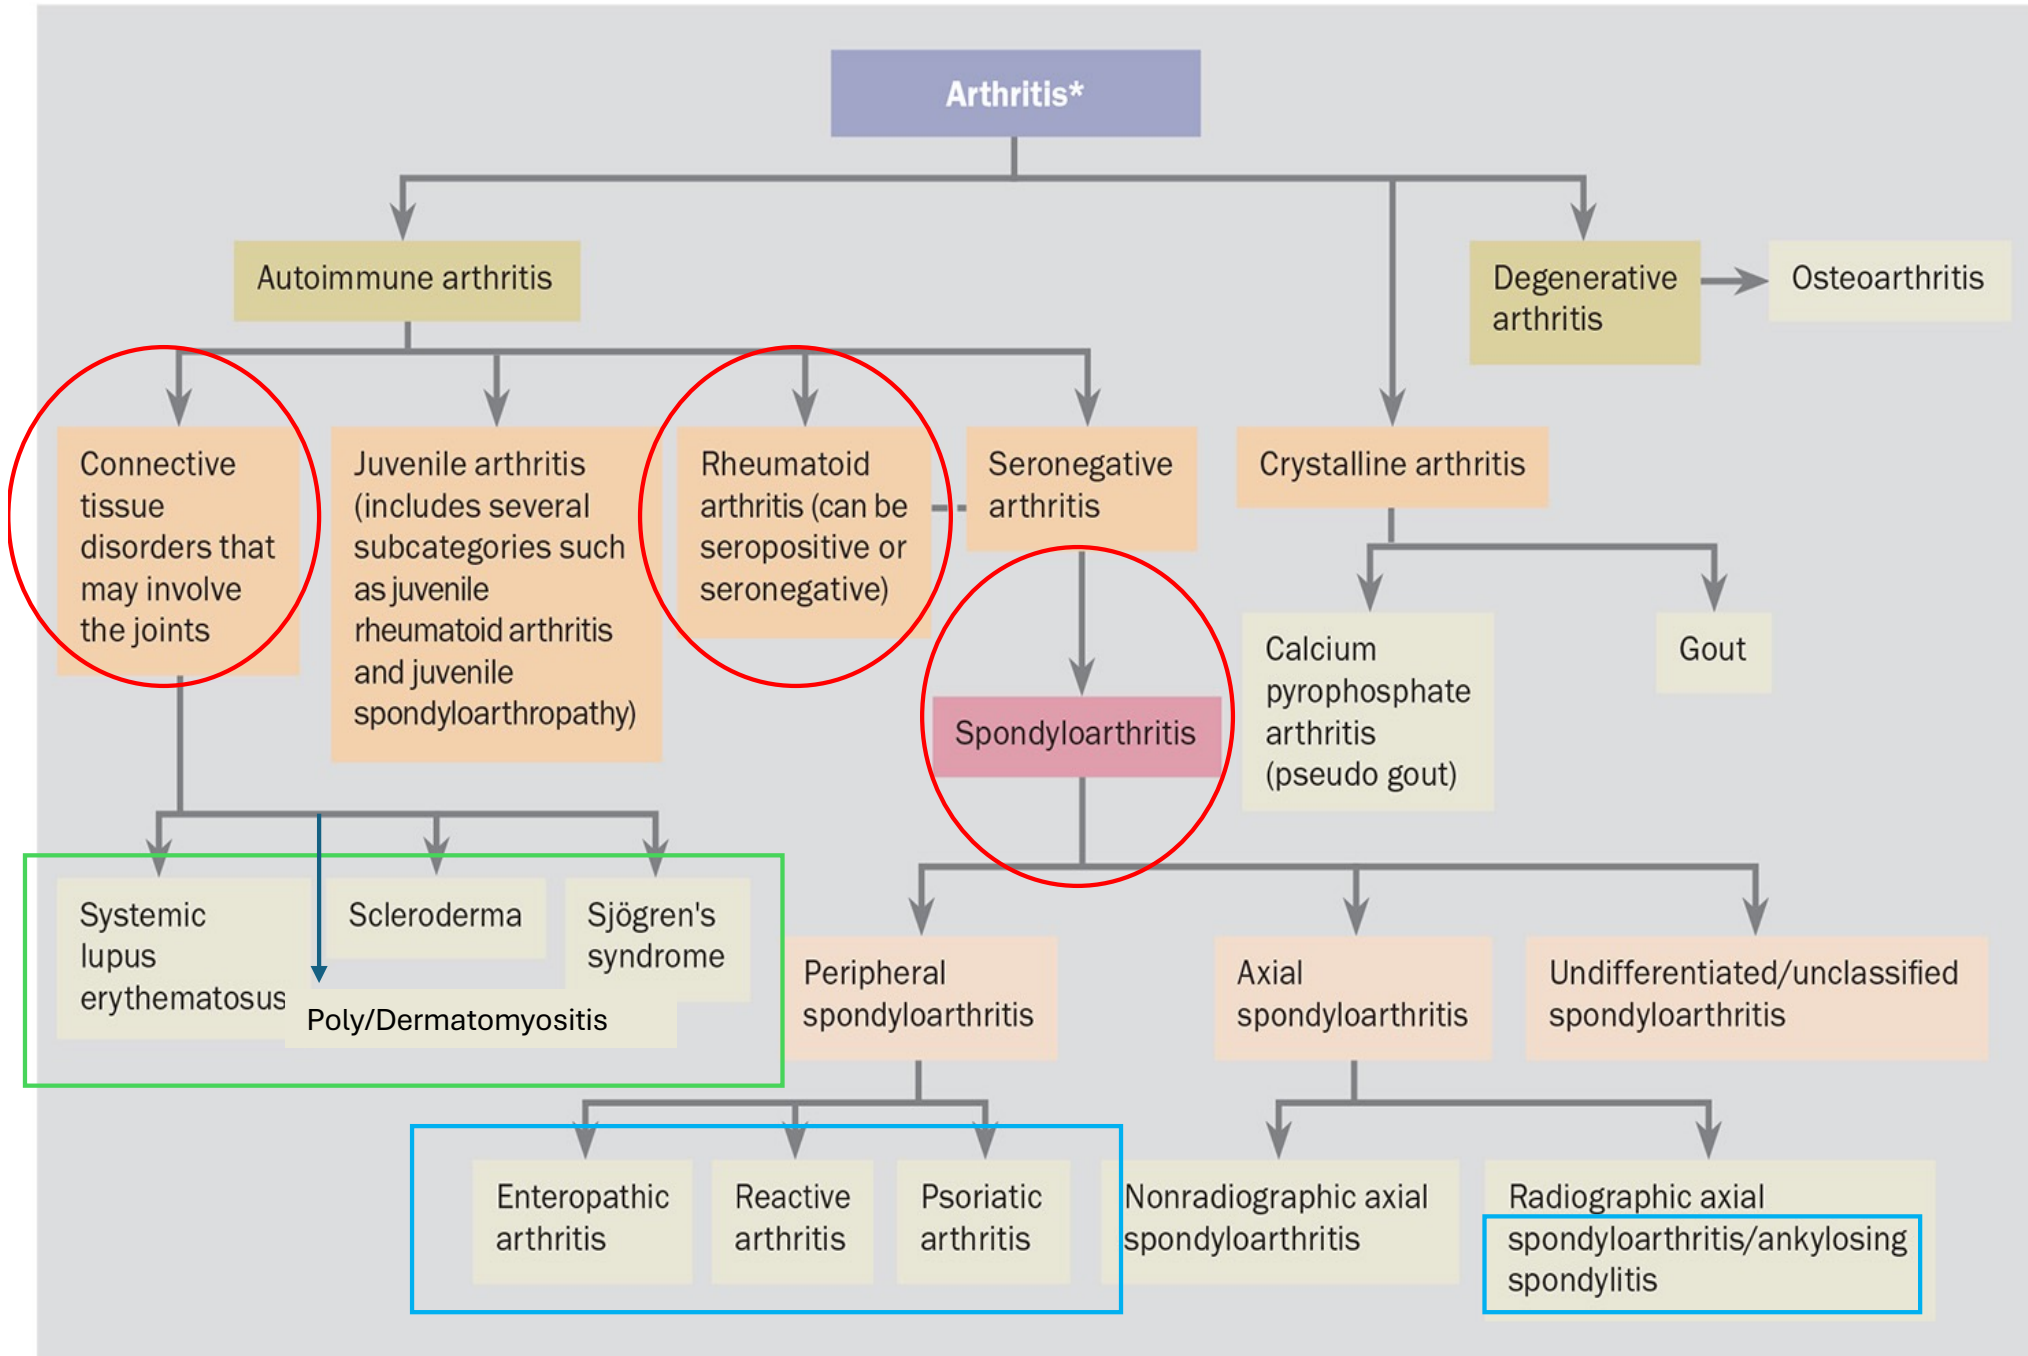 Arthritis*
Autoimmune arthritis
Degenerative
arthritis
Osteoarthritis
Connective
tissue
disorders that
may involve
the joints
Juvenile arthritis
(includes several
subcategories such
as juvenile
rheumatoid arthritis
and juvenile
spondyloarthropathy)
Rheumatoid
arthritis (can be
seropositive or
seronegative)
Seronegative
arthritis
Crystalline arthritis
Spondyloarthritis
Calcium
pyrophosphate
arthritis
(pseudo gout)
Gout
Systemic
lupus
erythematosus
Scleroderma
Sjögren's
syndrome
Poly/Dermatomyositis
Peripheral
spondyloarthritis
Axial
spondyloarthritis
Undifferentiated/unclassified
spondyloarthritis
Enteropathic
arthritis
Reactive
arthritis
Psoriatic
arthritis
Nonradiographic axial
spondyloarthritis
Radiographic axial
spondyloarthritis/ankylosing
spondylitis